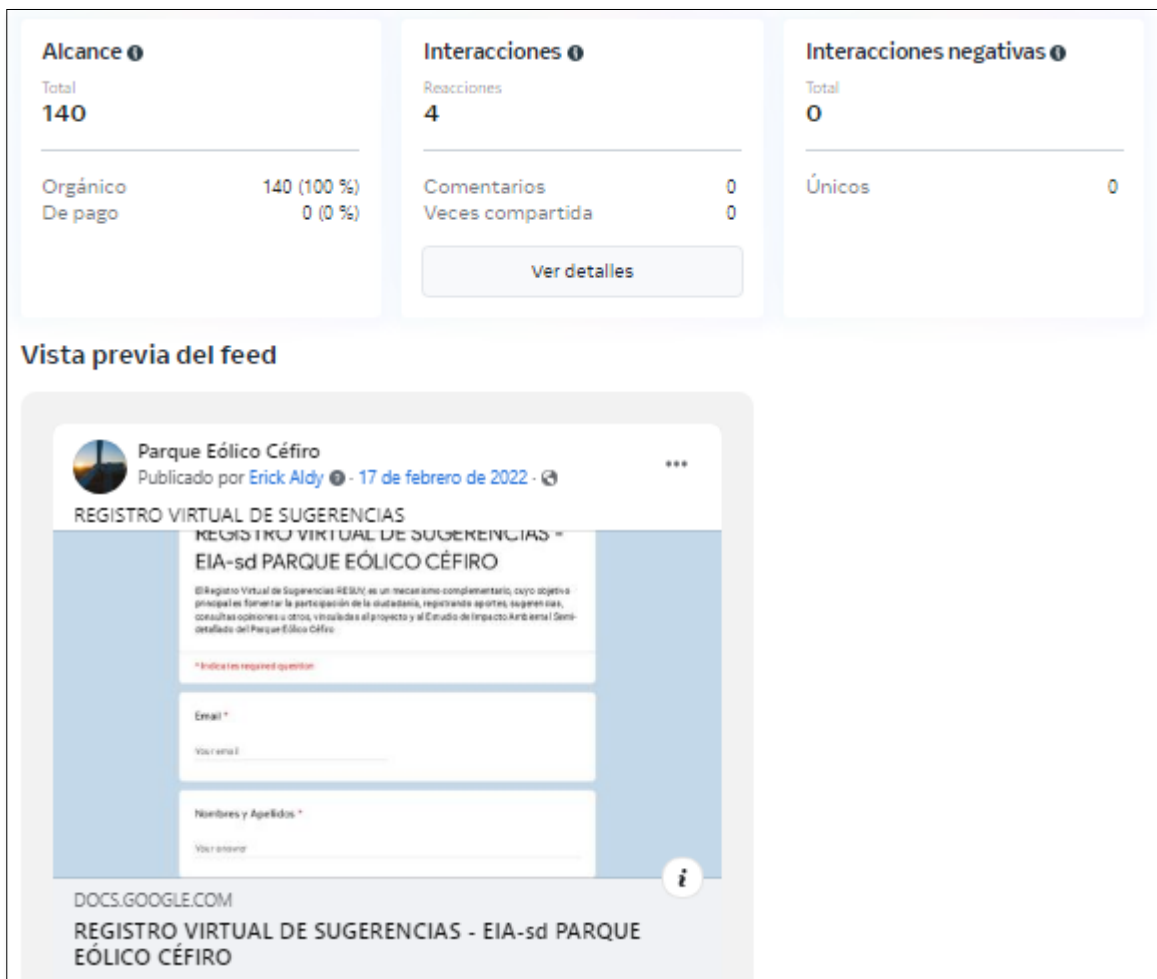 Alcance
Total
140
Orgánico 140 (100 %)
De pago 0 (0 %)
Interacciones
Reacciones
4
Comentarios 0
Veces compartida 0
Ver detalles
Interacciones negativas
Total
0
Únicos 0
Vista previa del feed
Parque Eólico Céfiro
Publicado por Erick Aldy · 17 de febrero de 2022 ·
REGISTRO VIRTUAL DE SUGERENCIAS
REGISTRO VIRTUAL DE SUGERENCIAS -
EIA-sd PARQUE EÓLICO CÉFIRO
El Registro Virtual de Sugerencias RESUV, es un mecanismo complementario, cuyo objetivo
principal es fomentar la participación de la ciudadanía, registrando aportes, sugerencias,
consultas opiniones u otros, vinculadas al proyecto y al Estudio de Impacto Ambiental Semi-
detallado del Parque Eólico Céfiro
* Indicates required question
Email *
Your email
Nombres y Apellidos *
Your answer
DOCS.GOOGLE.COM
REGISTRO VIRTUAL DE SUGERENCIAS - EIA-sd PARQUE
EÓLICO CÉFIRO